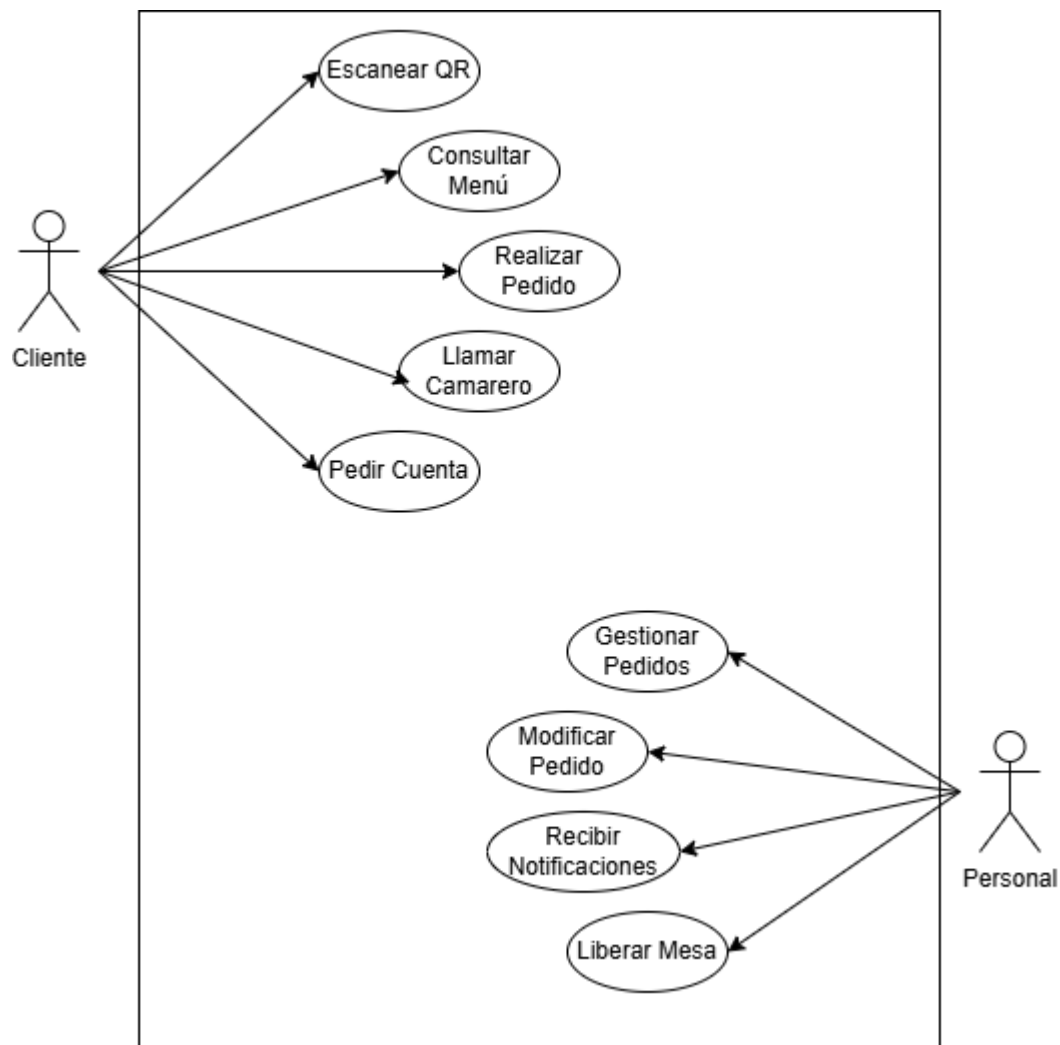 Escanear QR
Consultar
Menú
Realizar
Pedido
Cliente
Llamar
Camarero
Pedir Cuenta
Gestionar
Pedidos
Modificar
Pedido
Recibir
Notificaciones
Personal
Liberar Mesa